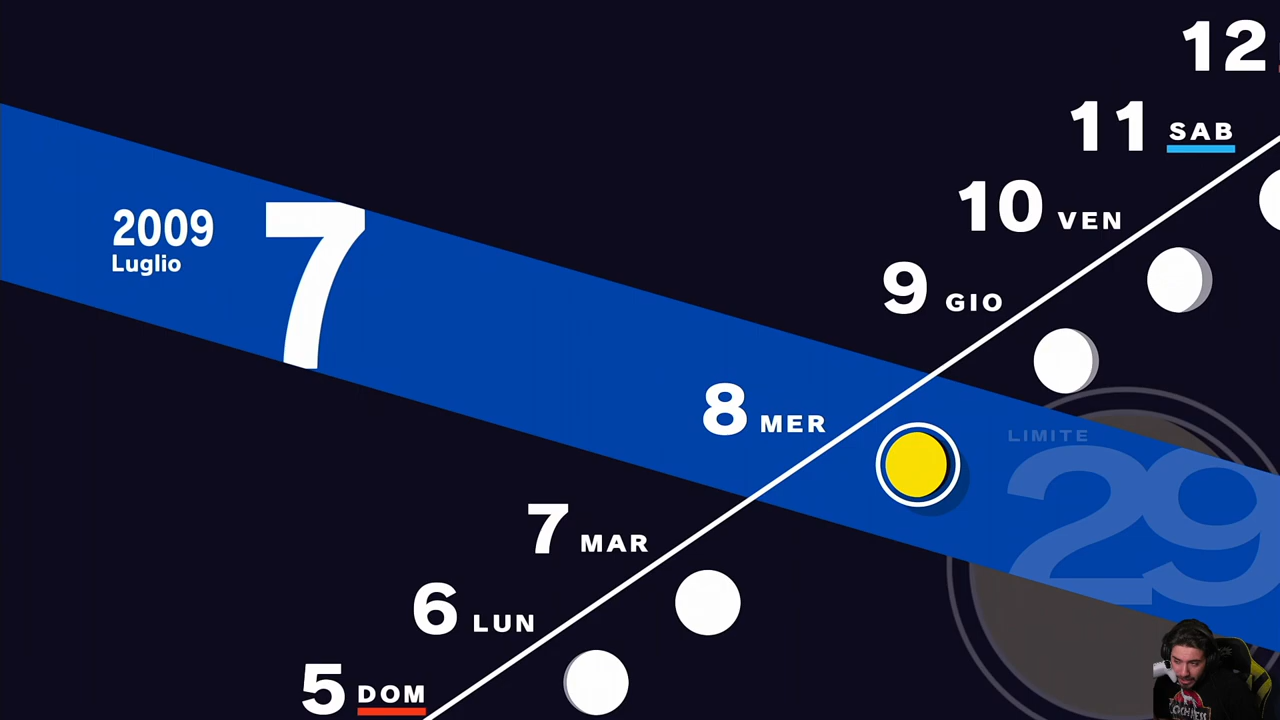 12
11 SAB
10 VEN
2009
Luglio
7
9 GIO
8 MER
LIMITE
29
7 MAR
6 LUN
5 DOM